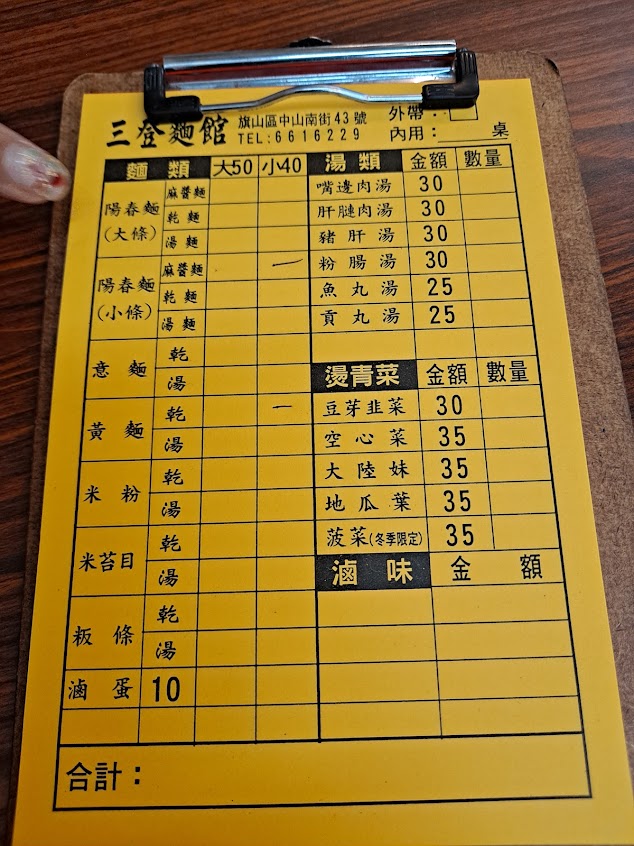 三登麵館 旗山區中山南街43號 外帶：
TEL:6616229 內用：　桌
麵類 大50 小40
陽春麵(大條) 麻醬麵
乾麵
湯麵
陽春麵(小條) 麻醬麵 一
乾麵
湯麵
意麵 乾
湯
黃麵 乾 一
湯
米粉 乾
湯
米苔目 乾
湯
粄條 乾
湯
滷蛋 10
湯類 金額 數量
嘴邊肉湯 30
肝膁肉湯 30
豬肝湯 30
粉腸湯 30
魚丸湯 25
貢丸湯 25
燙青菜 金額 數量
豆芽韭菜 30
空心菜 35
大陸妹 35
地瓜葉 35
菠菜(冬季限定) 35
滷味 金額
合計：